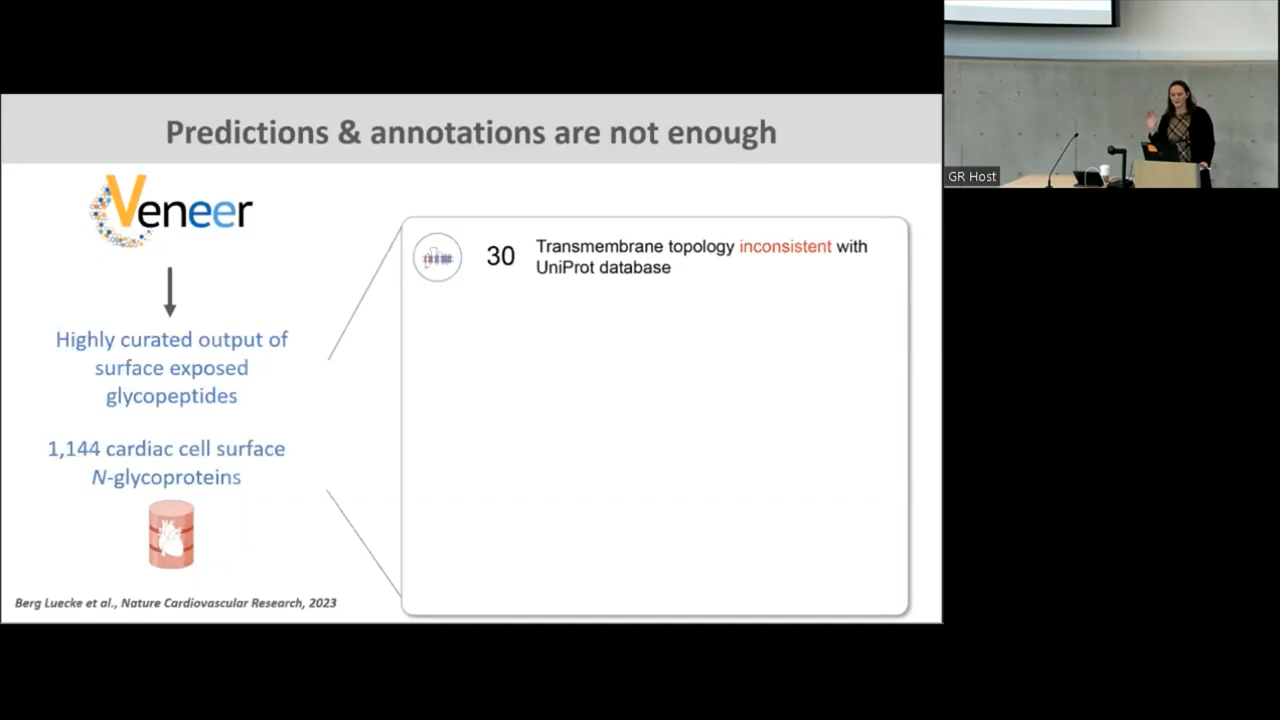 Predictions & annotations are not enough
Veneer
Highly curated output of
surface exposed
glycopeptides
1,144 cardiac cell surface
N-glycoproteins
Berg Luecke et al., Nature Cardiovascular Research, 2023
30
Transmembrane topology inconsistent with
UniProt database
GR Host